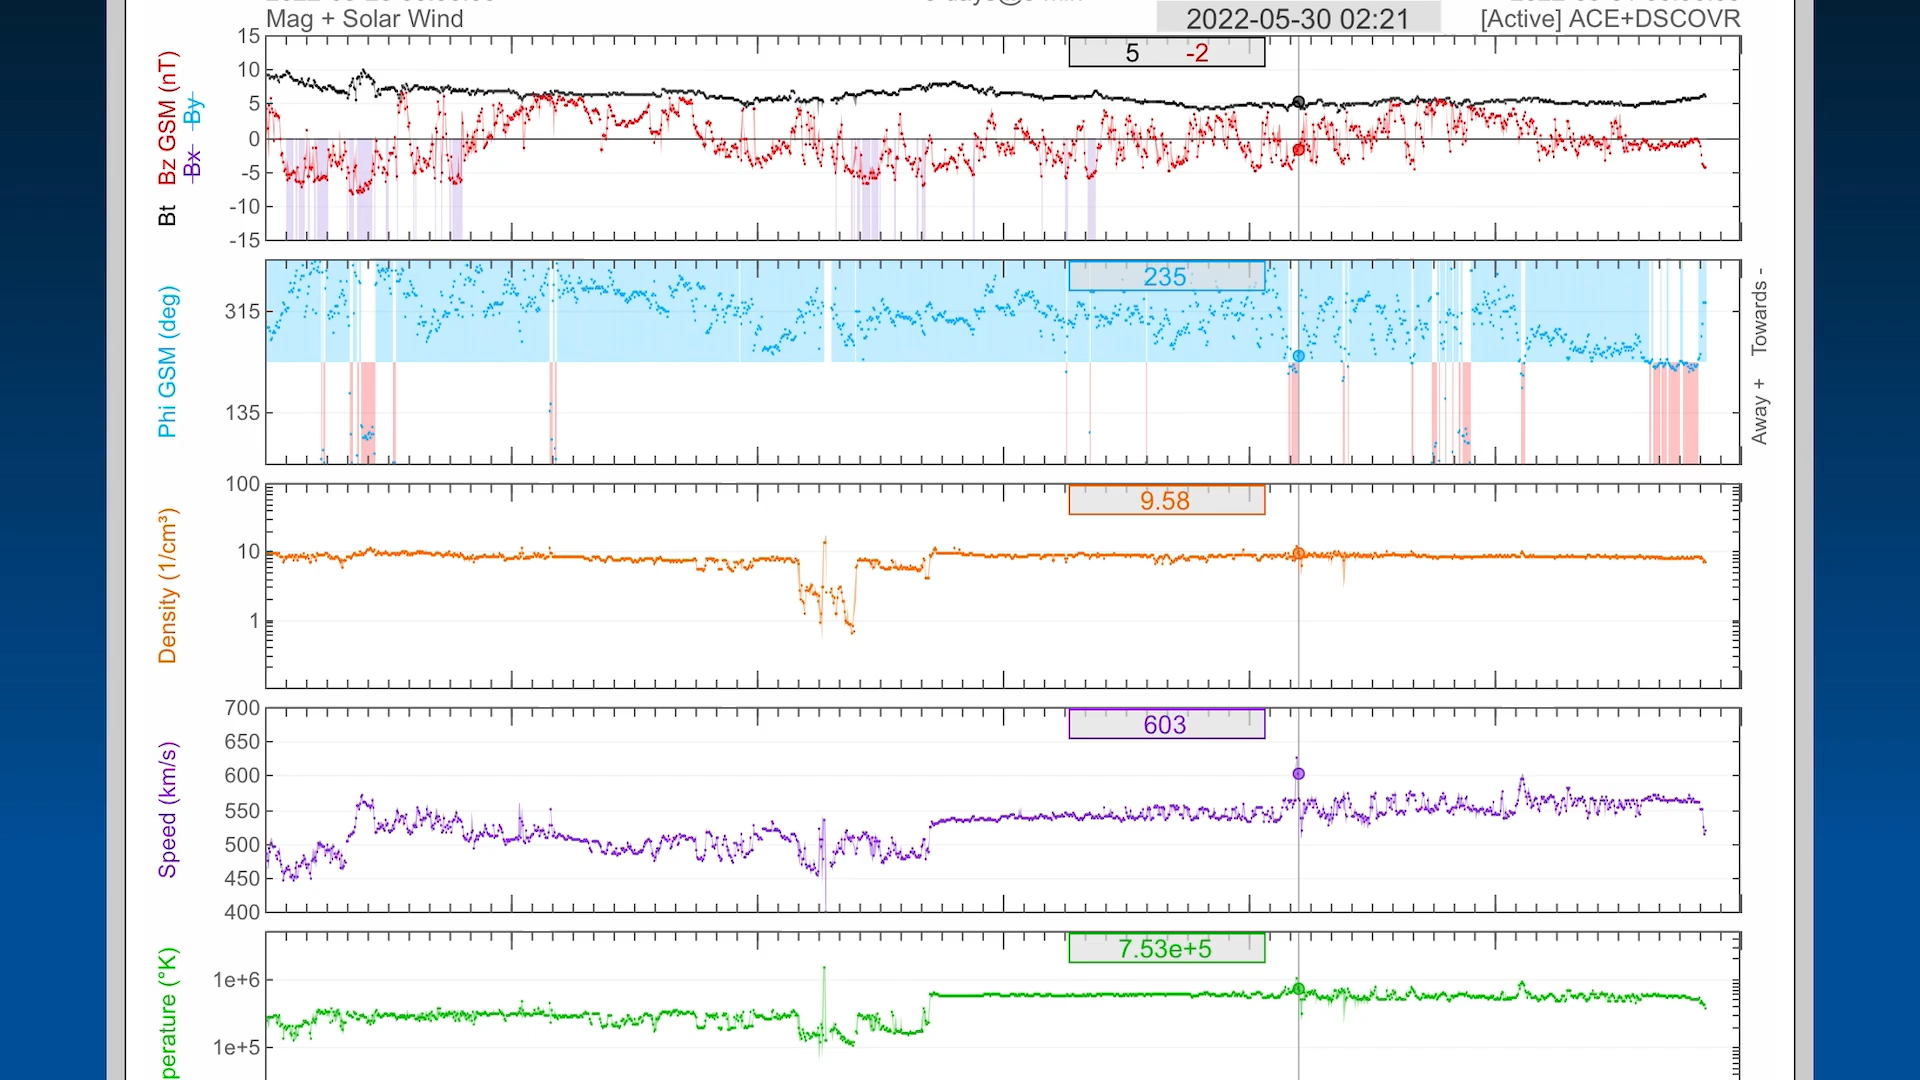 Mag + Solar Wind
2022-05-30 02:21
[Active] ACE+DSCOVR
Bt Bz GSM (nT)
Bx By
15
10
5
0
-5
-10
-15
5 -2
Phi GSM (deg)
315
135
235
Towards -
Away +
Density (1/cm³)
100
10
1
9.58
Speed (km/s)
700
650
600
550
500
450
400
603
perature (°K)
1e+6
1e+5
7.53e+5